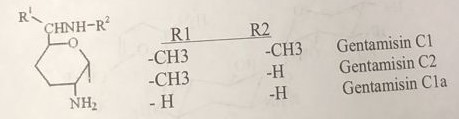 R¹
CHNH-R²
O
NH₂
R1 R2
-CH3 -CH3 Gentamisin C1
-CH3 -H Gentamisin C2
- H -H Gentamisin C1a